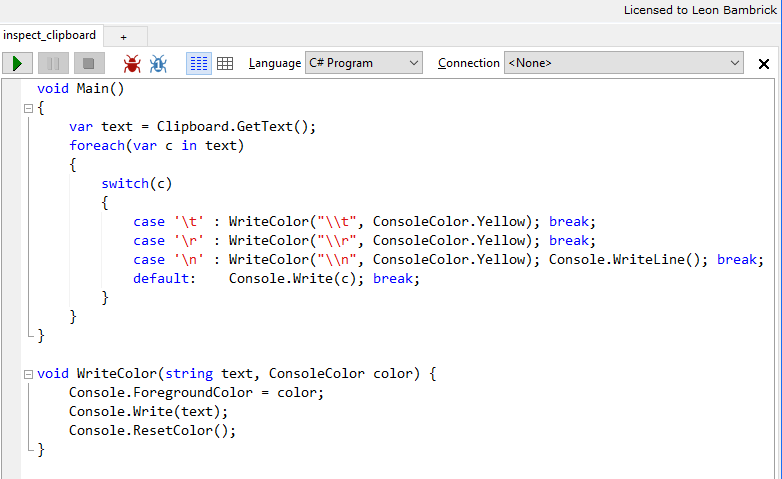 Licensed to Leon Bambrick
inspect_clipboard +
Language C# Program Connection <None>
void Main()
{
    var text = Clipboard.GetText();
    foreach(var c in text)
    {
        switch(c)
        {
            case '\t' : WriteColor("\\t", ConsoleColor.Yellow); break;
            case '\r' : WriteColor("\\r", ConsoleColor.Yellow); break;
            case '\n' : WriteColor("\\n", ConsoleColor.Yellow); Console.WriteLine(); break;
            default:    Console.Write(c); break;
        }
    }
}
void WriteColor(string text, ConsoleColor color) {
    Console.ForegroundColor = color;
    Console.Write(text);
    Console.ResetColor();
}